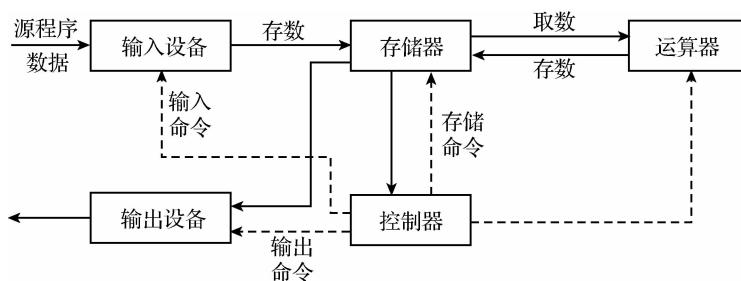 源程序
数据
输入设备
存数
存储器
取数
存数
运算器
输入
命令
存储
命令
输出设备
控制器
输出
命令